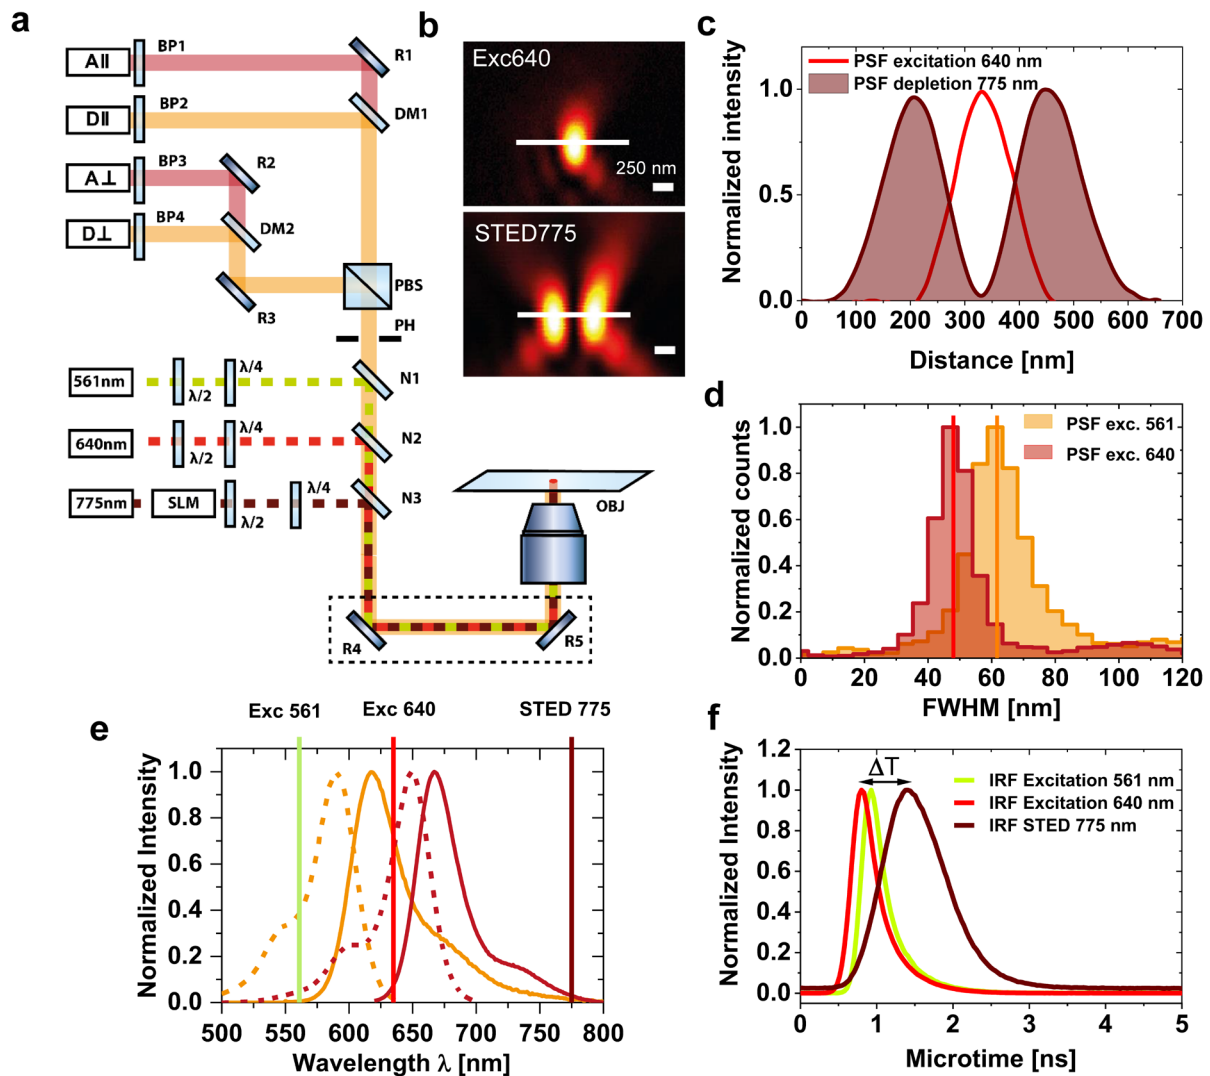 a
A||
BP1
R1
D||
BP2
DM1
A⊥
BP3
R2
D⊥
BP4
DM2
R3
PBS
PH
561nm
λ/2
λ/4
N1
640nm
λ/2
λ/4
N2
775nm
SLM
λ/2
λ/4
N3
OBJ
R4
R5
b
Exc640
250 nm
STED775
c
PSF excitation 640 nm
PSF depletion 775 nm
Normalized intensity
1.0
0.5
0.0
0 100 200 300 400 500 600 700
Distance [nm]
d
PSF exc. 561
PSF exc. 640
Normalized counts
1.0
0.8
0.6
0.4
0.2
0.0
0 20 40 60 80 100 120
FWHM [nm]
e
Exc 561 Exc 640 STED 775
Normalized Intensity
1.0
0.8
0.6
0.4
0.2
0.0
500 550 600 650 700 750 800
Wavelength λ [nm]
f
ΔT
IRF Excitation 561 nm
IRF Excitation 640 nm
IRF STED 775 nm
Normalized Intensity
1.2
1.0
0.8
0.6
0.4
0.2
0.0
0 1 2 3 4 5
Microtime [ns]